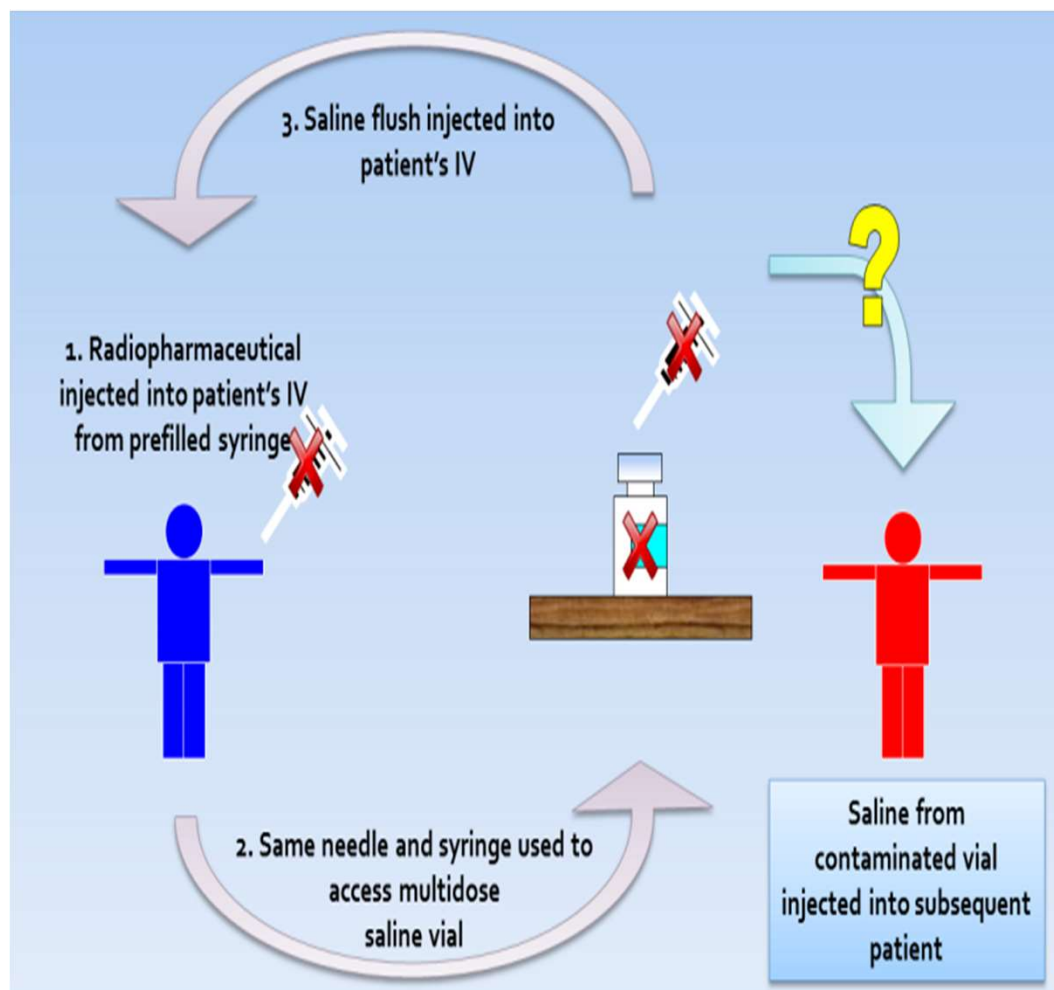 3. Saline flush injected into
patient's IV
?
1. Radiopharmaceutical
injected into patient's IV
from prefilled syringe
2. Same needle and syringe used to
access multidose
saline vial
Saline from
contaminated vial
injected into subsequent
patient